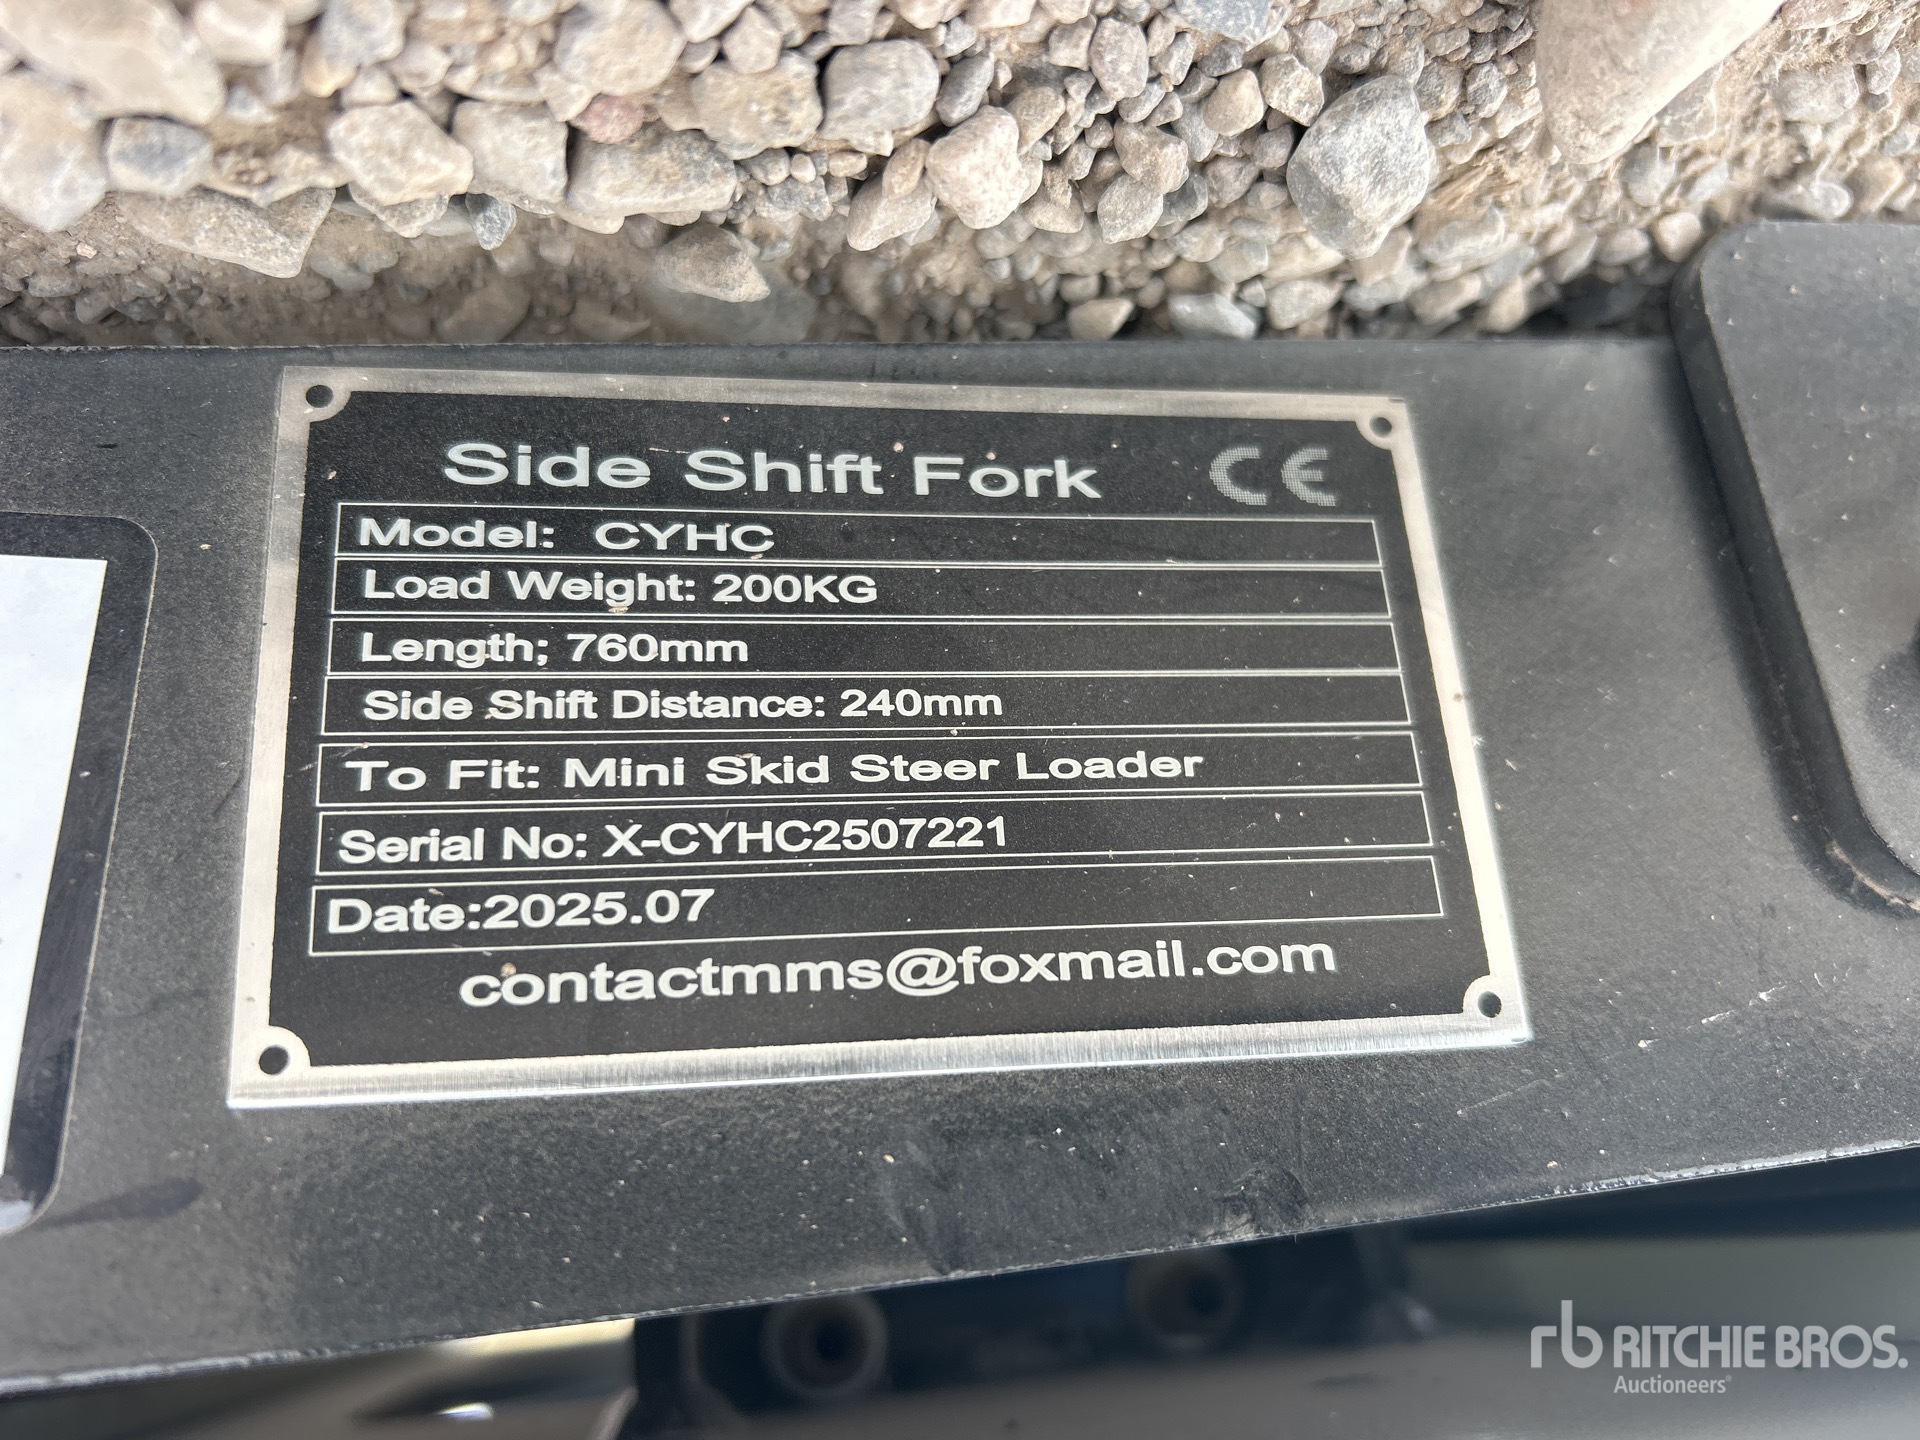 Side Shift Fork CE
Model: CYHC
Load Weight: 200KG
Length; 760mm
Side Shift Distance: 240mm
To Fit: Mini Skid Steer Loader
Serial No: X-CYHC2507221
Date:2025.07
contactmms@foxmail.com
rb RITCHIE BROS.
Auctioneers